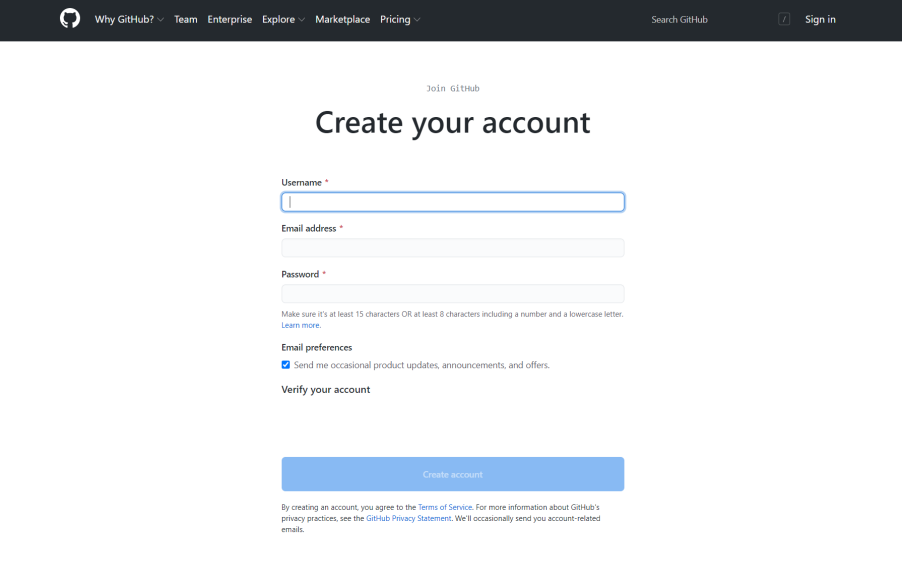 Why GitHub? Team Enterprise Explore Marketplace Pricing Search GitHub / Sign in
Join GitHub
Create your account
Username *
Email address *
Password *
Make sure it's at least 15 characters OR at least 8 characters including a number and a lowercase letter.
Learn more.
Email preferences
Send me occasional product updates, announcements, and offers.
Verify your account
Create account
By creating an account, you agree to the Terms of Service. For more information about GitHub's
privacy practices, see the GitHub Privacy Statement. We'll occasionally send you account-related
emails.